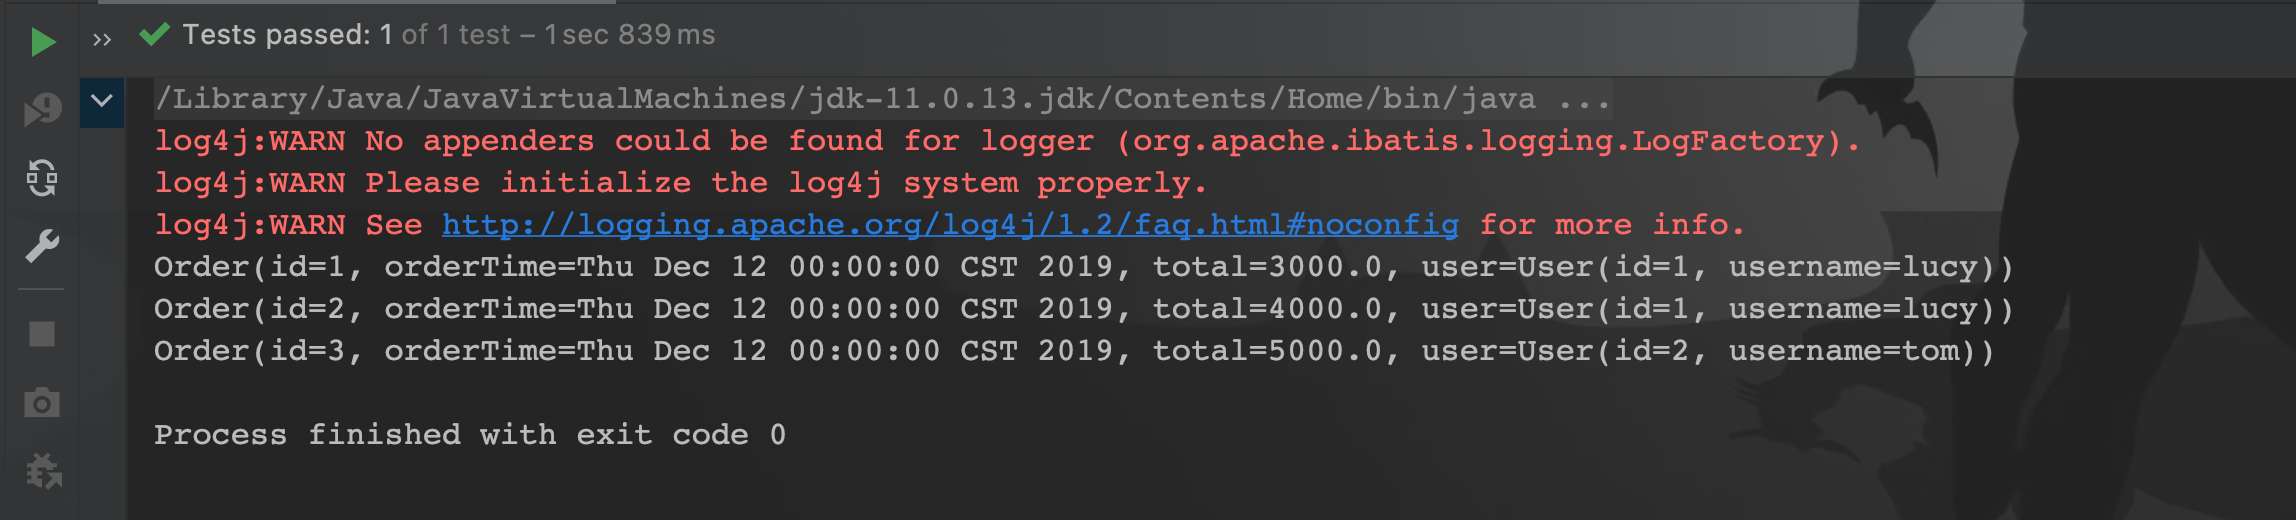 Tests passed: 1 of 1 test – 1 sec 839 ms
/Library/Java/JavaVirtualMachines/jdk-11.0.13.jdk/Contents/Home/bin/java ...
log4j:WARN No appenders could be found for logger (org.apache.ibatis.logging.LogFactory).
log4j:WARN Please initialize the log4j system properly.
log4j:WARN See http://logging.apache.org/log4j/1.2/faq.html#noconfig for more info.
Order(id=1, orderTime=Thu Dec 12 00:00:00 CST 2019, total=3000.0, user=User(id=1, username=lucy))
Order(id=2, orderTime=Thu Dec 12 00:00:00 CST 2019, total=4000.0, user=User(id=1, username=lucy))
Order(id=3, orderTime=Thu Dec 12 00:00:00 CST 2019, total=5000.0, user=User(id=2, username=tom))
Process finished with exit code 0